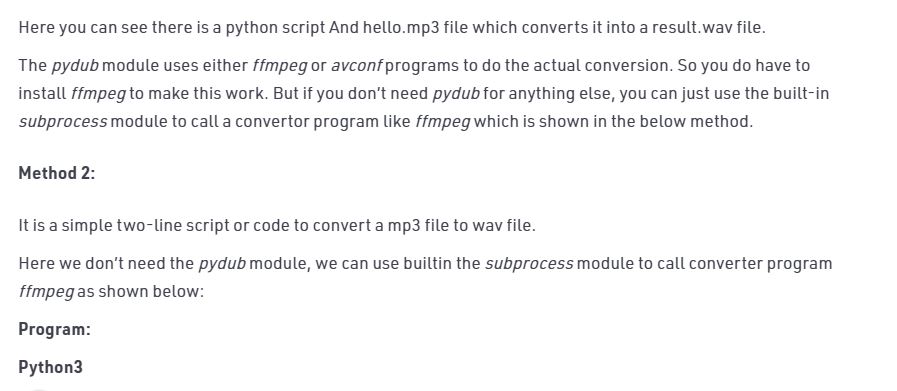 Here you can see there is a python script And hello.mp3 file which converts it into a result.wav file.
The pydub module uses either ffmpeg or avconf programs to do the actual conversion. So you do have to
install ffmpeg to make this work. But if you don't need pydub for anything else, you can just use the built-in
subprocess module to call a convertor program like ffmpeg which is shown in the below method.
Method 2:
It is a simple two-line script or code to convert a mp3 file to wav file.
Here we don't need the pydub module, we can use builtin the subprocess module to call converter program
ffmpeg as shown below:
Program:
Python3